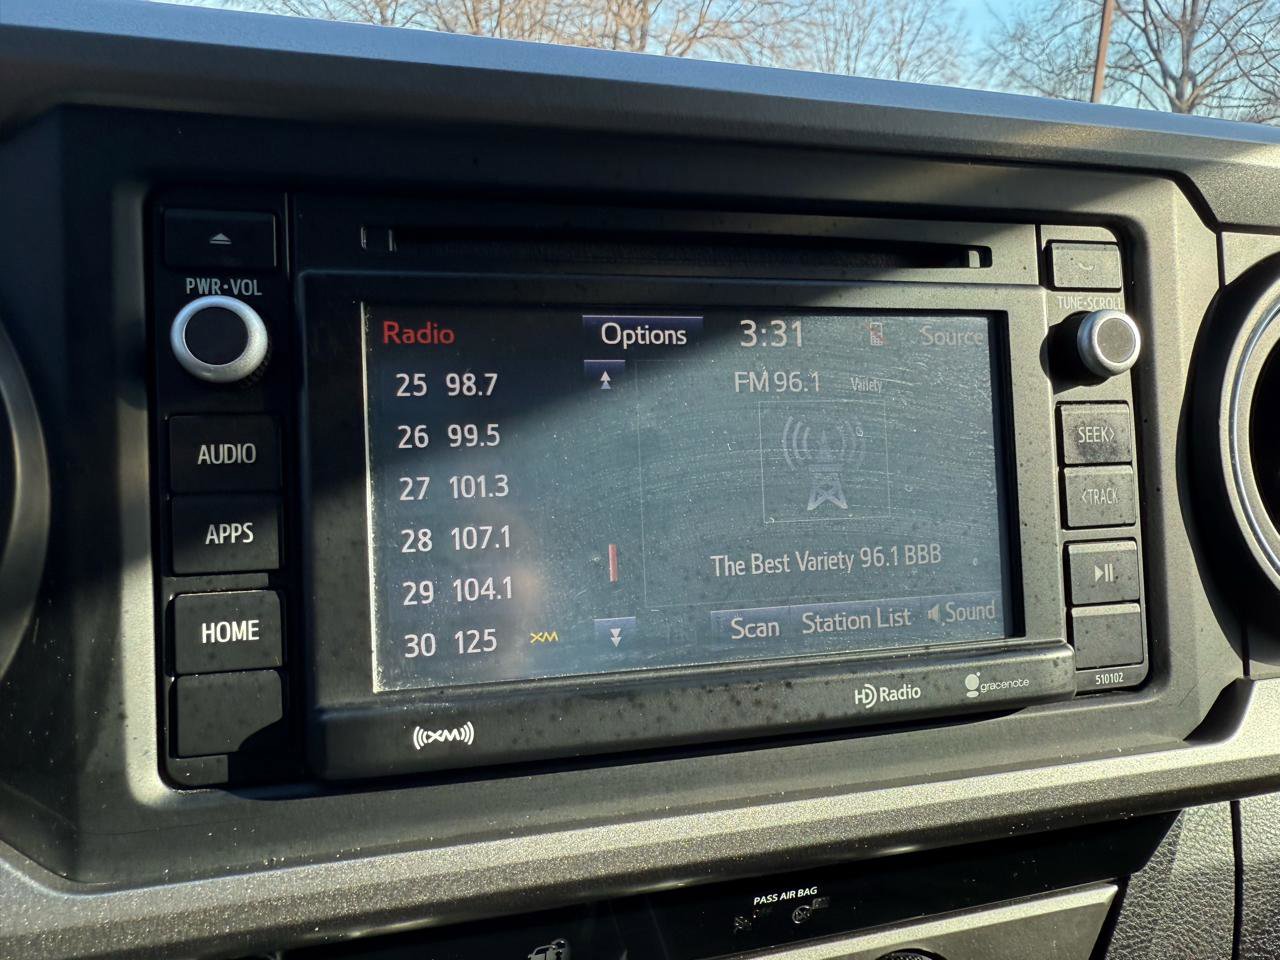 PWR•VOL
TUNE•SCROLL
Radio
Options
3:31
Source
25 98.7
FM 96.1 Variety
26 99.5
AUDIO
SEEK>
27 101.3
<TRACK
APPS
28 107.1
The Best Variety 96.1 BBB
29 104.1
HOME
30 125 XM
Scan
Station List
Sound
510102
HD Radio
gracenote
((XM))
PASS AIR BAG